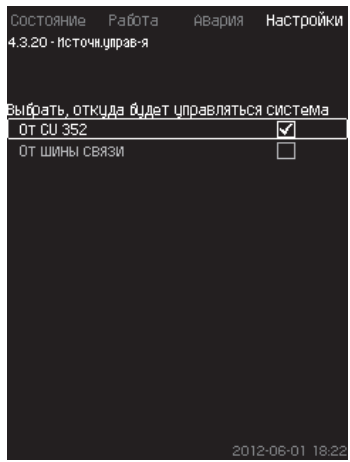 Состояние Работа Авария Настройки
4.3.20 - Источн.управ-я
Выбрать, откуда будет управляться система
От CU 352
От шины связи
2012-06-01 18:22